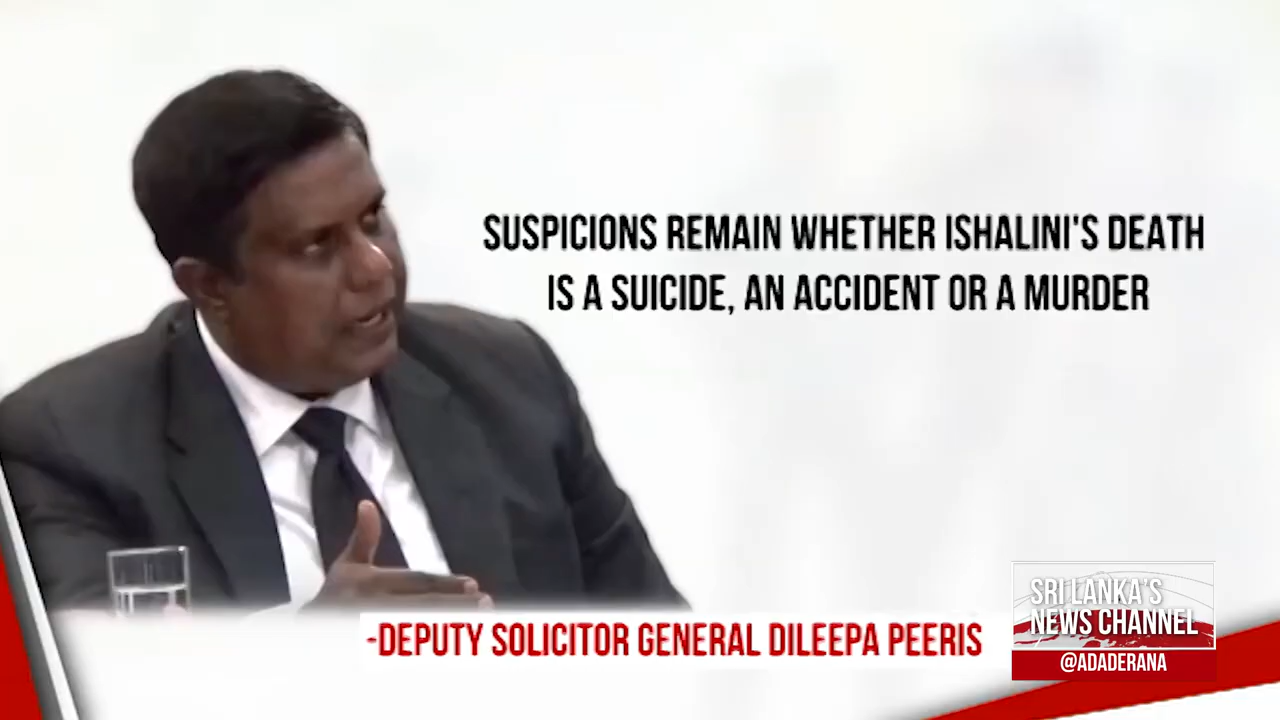 SUSPICIONS REMAIN WHETHER ISHALINI'S DEATH
IS A SUICIDE, AN ACCIDENT OR A MURDER
-DEPUTY SOLICITOR GENERAL DILEEPA PEERIS
SRI LANKA'S
NEWS CHANNEL
@ADADERANA